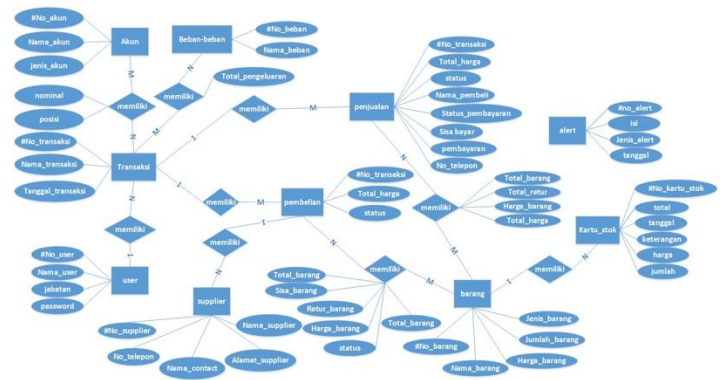 #No_akun
Nama_akun
jenis_akun
Akun
Beban-beban
#No_beban
Nama_beban
Total_pengeluaran
M
N
nominal
posisi
memiliki
memiliki
N
M
#No_transaksi
Nama_transaksi
Tanggal_transaksi
Transaksi
1
memiliki
M
penjualan
#No_transaksi
Total_harga
status
Nama_pembeli
Status_pembayaran
Sisa bayar
pembayaran
No_telepon
alert
#no_alert
isi
Jenis_alert
tanggal
1
memiliki
M
pembelian
#No_transaksi
Total_harga
status
N
memiliki
M
Total_barang
Total_retur
Harga_barang
Total_harga
Kartu_stok
#No_kartu_stok
total
tanggal
keterangan
harga
jumlah
N
memiliki
1
user
#No_user
Nama_user
jabatan
password
1
memiliki
N
supplier
#No_supplier
No_telepon
Nama_contact
Alamat_supplier
Nama_supplier
N
memiliki
M
Total_barang
Sisa_barang
Retur_barang
Harga_barang
status
Total_barang
barang
1
memiliki
N
#No_barang
Nama_barang
Harga_barang
Jumlah_barang
Jenis_barang